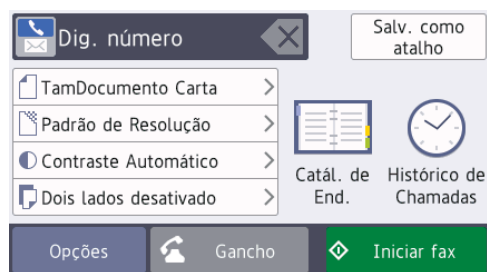 Dig. número
Salv. como
atalho
TamDocumento Carta
Padrão de Resolução
Contraste Automático
Dois lados desativado
Catál. de
End.
Histórico de
Chamadas
Opções
Gancho
Iniciar fax